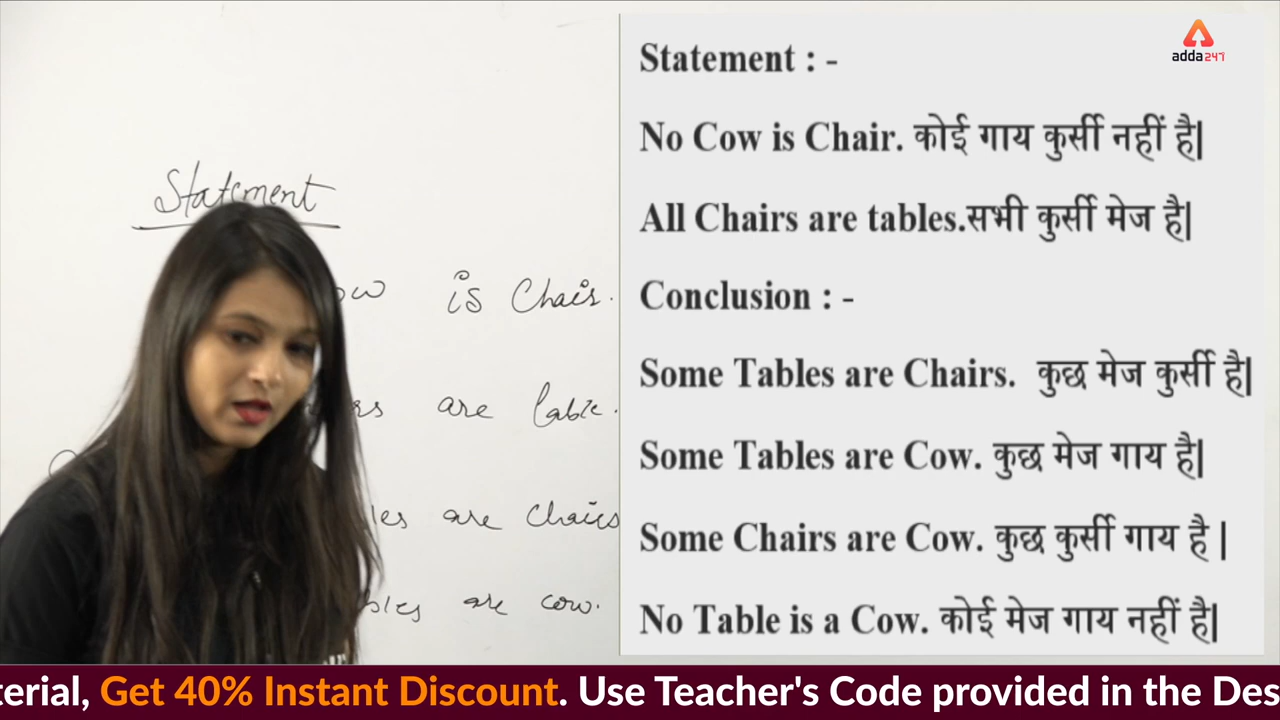 Statement
is Chair.
are table.
are Chairs
are cow.
adda247
Statement : -
No Cow is Chair. कोई गाय कुर्सी नहीं है|
All Chairs are tables.सभी कुर्सी मेज है|
Conclusion : -
Some Tables are Chairs. कुछ मेज कुर्सी है|
Some Tables are Cow. कुछ मेज गाय है|
Some Chairs are Cow. कुछ कुर्सी गाय है |
No Table is a Cow. कोई मेज गाय नहीं है|
Get 40% Instant Discount. Use Teacher's Code provided in the